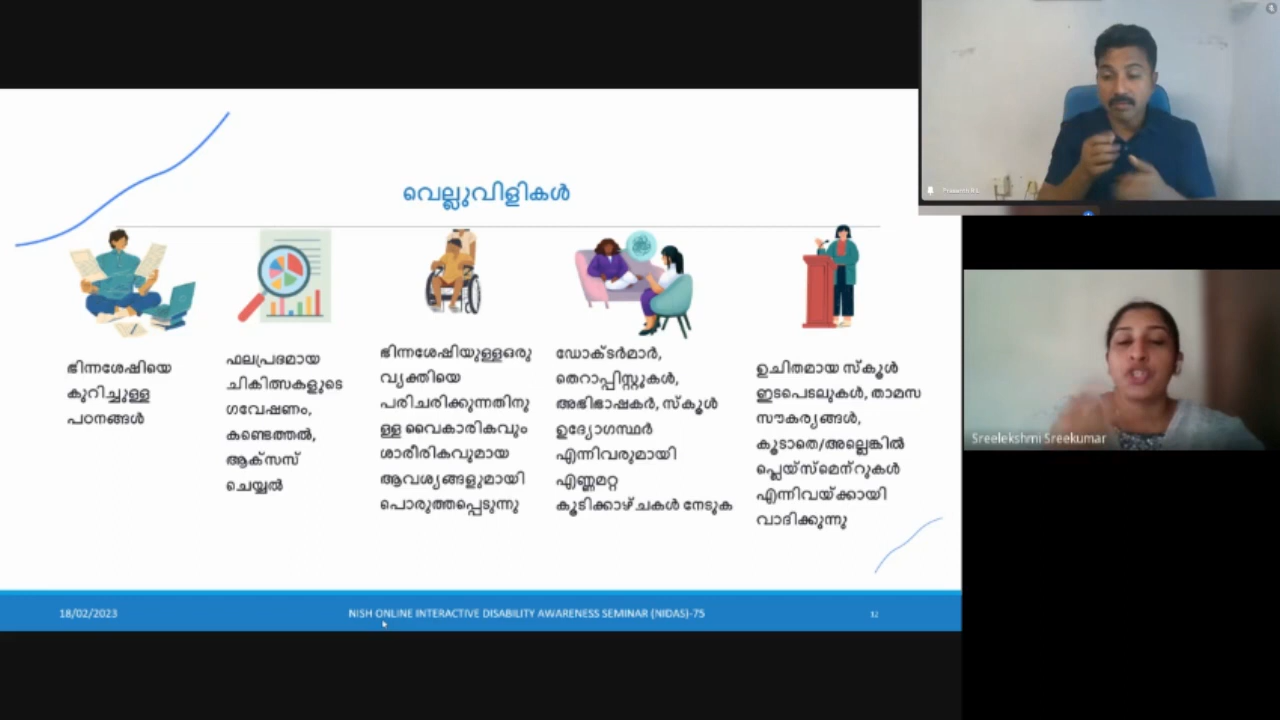 വെല്ലുവിളികൾ
ഭിന്നശേഷിയെ
കുറിച്ചുള്ള
പഠനങ്ങൾ
ഫലപ്രദമായ
ചികിത്സകളുടെ
ഗവേഷണം,
കണ്ടെത്തൽ,
ആക്സസ്
ചെയ്യൽ
ഭിന്നശേഷിയുള്ളഒരു
വ്യക്തിയെ
പരിചരിക്കുന്നതിനു
ള്ള വൈകാരികവും
ശാരീരികവുമായ
ആവശ്യങ്ങളുമായി
പൊരുത്തപ്പെടുന്നു
ഡോക്ടർമാർ,
തെറാപ്പിസ്റ്റുകൾ,
അഭിഭാഷകർ, സ്കൂൾ
ഉദ്യോഗസ്ഥർ
എന്നിവരുമായി
എണ്ണമറ്റ
കൂടിക്കാഴ്ചകൾ നേടുക
ഉചിതമായ സ്കൂൾ
ഇടപെടലുകൾ, താമസ
സൗകര്യങ്ങൾ,
കൂടാതെ/അല്ലെങ്കിൽ
പ്ലെയ്സ്മെന്റുകൾ
എന്നിവയ്ക്കായി
വാദിക്കുന്നു
18/02/2023
NISH ONLINE INTERACTIVE DISABILITY AWARENESS SEMINAR (NIDAS)-75
12
Sreelekshmi Sreekumar